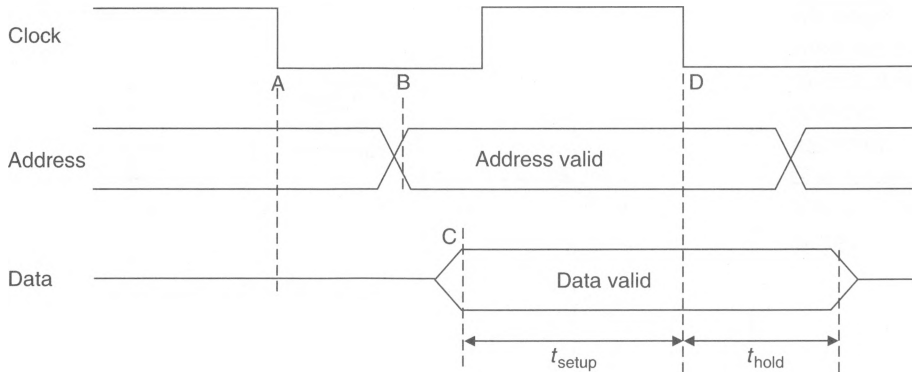 Clock
A
B
D
Address
Address valid
C
Data
Data valid
t_setup
t_hold